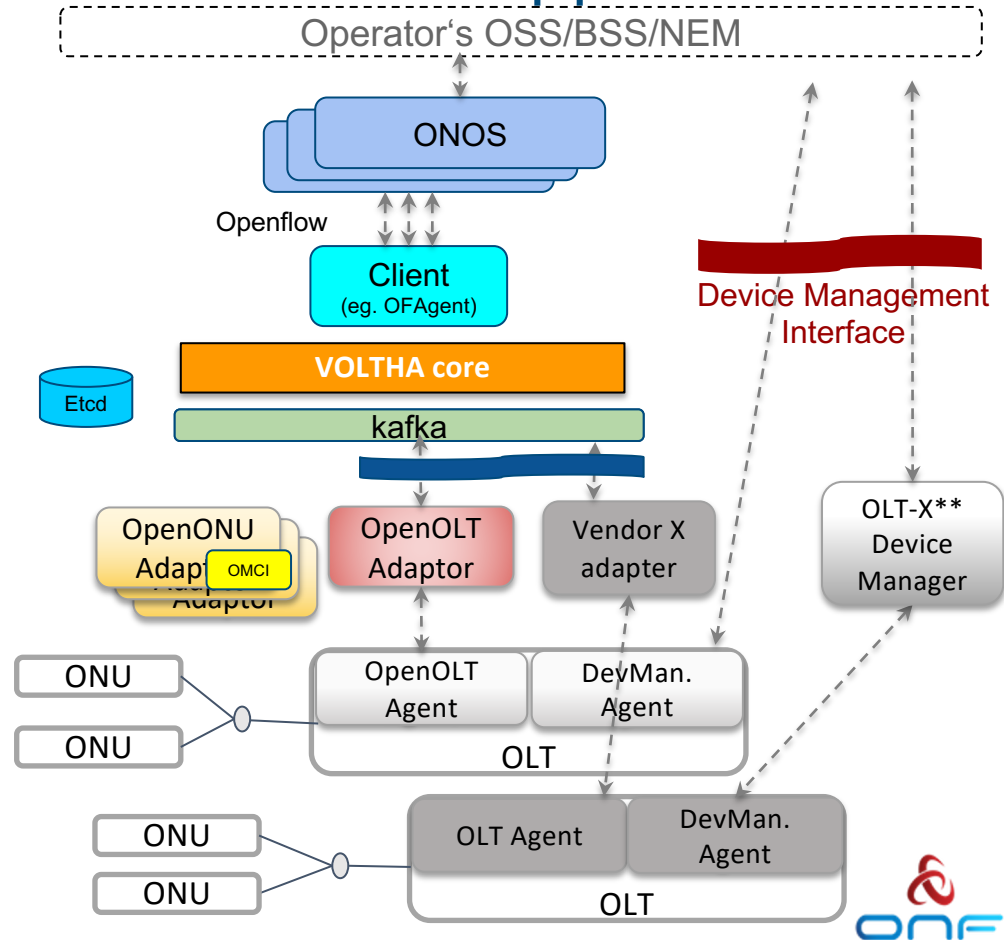 Operator's OSS/BSS/NEM
ONOS
Openflow
Client
(eg. OFAgent)
Device Management
Interface
VOLTHA core
Etcd
kafka
OpenONU
Adaptor
OMCI
Adaptor
OpenOLT
Adaptor
Vendor X
adapter
OLT-X**
Device
Manager
ONU
ONU
OpenOLT
Agent
DevMan.
Agent
OLT
ONU
ONU
OLT Agent
DevMan.
Agent
OLT
ONF